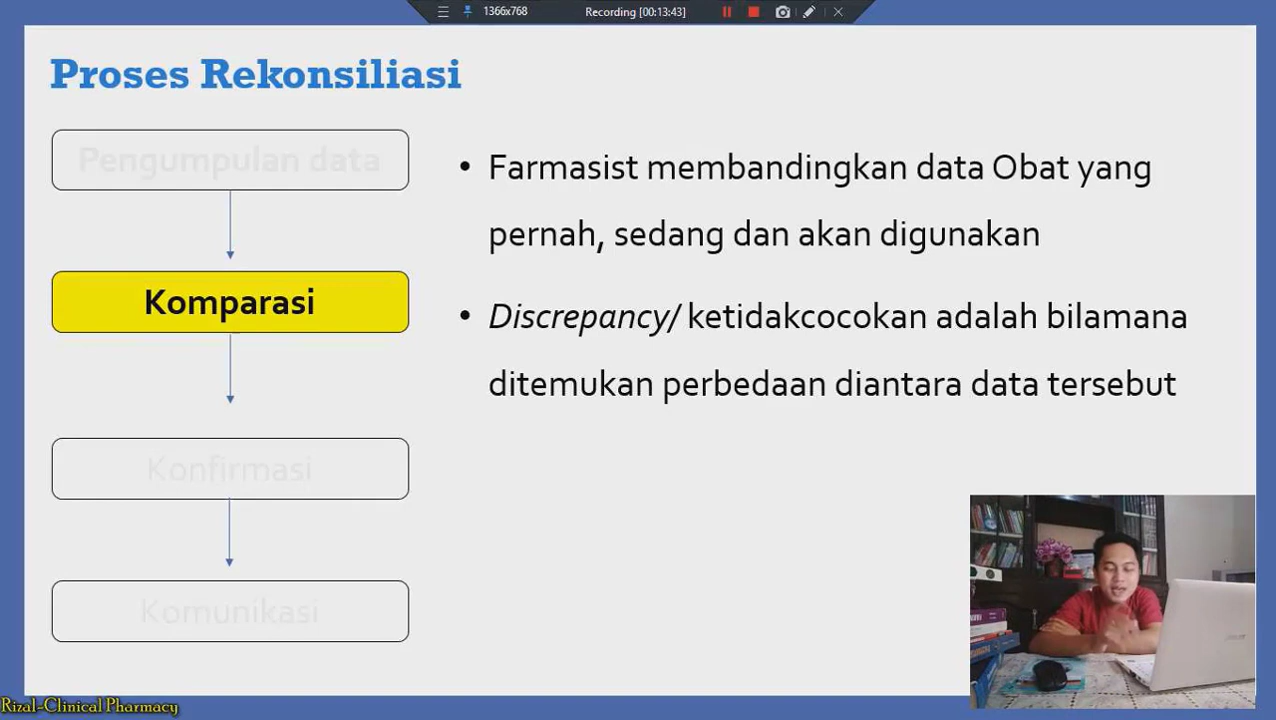 1366x768
Recording [00:13:43]
Proses Rekonsiliasi
Pengumpulan data
Komparasi
Konfirmasi
Komunikasi
• Farmasist membandingkan data Obat yang
pernah, sedang dan akan digunakan
• Discrepancy/ ketidakcocokan adalah bilamana
ditemukan perbedaan diantara data tersebut
Rizal-Clinical Pharmacy